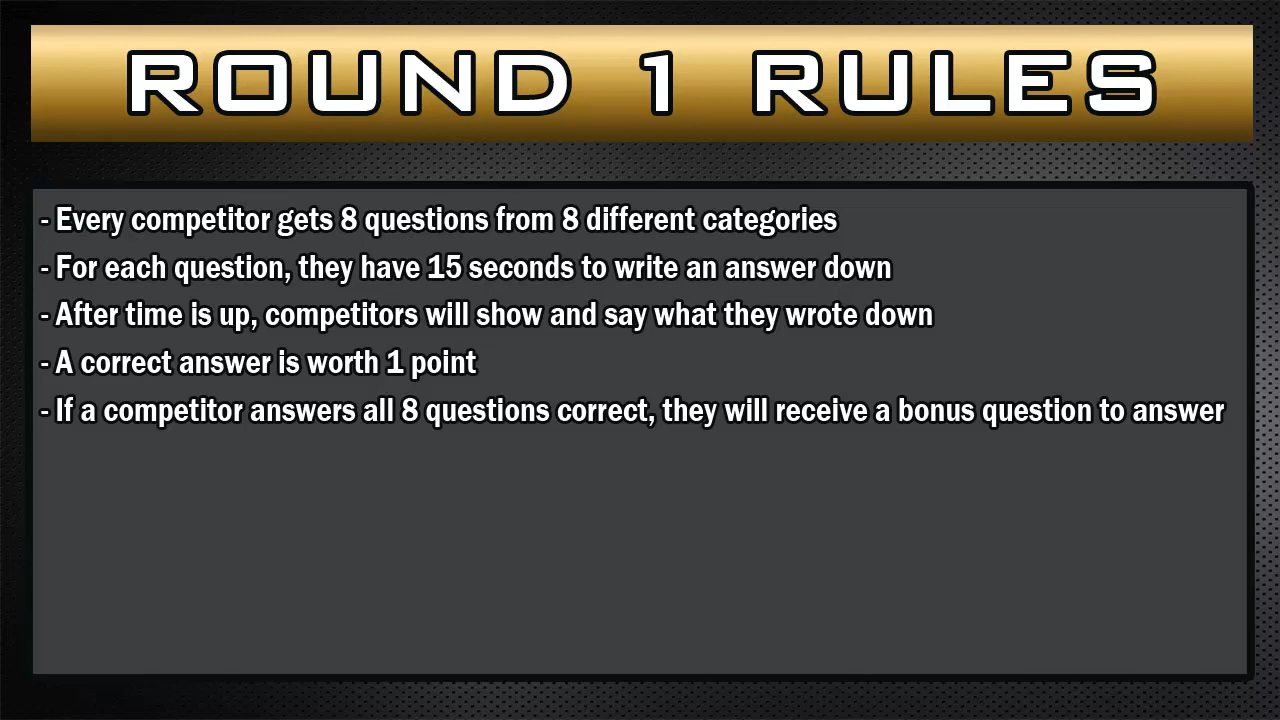 ROUND 1 RULES
- Every competitor gets 8 questions from 8 different categories
- For each question, they have 15 seconds to write an answer down
- After time is up, competitors will show and say what they wrote down
- A correct answer is worth 1 point
- If a competitor answers all 8 questions correct, they will receive a bonus question to answer